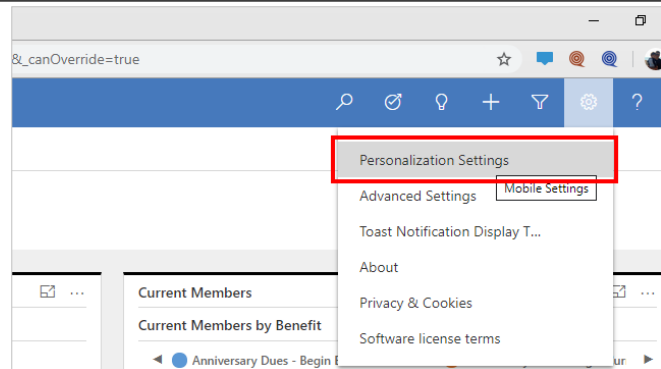 &_canOverride=true
?
Personalization Settings
Mobile Settings
Advanced Settings
Toast Notification Display T...
About
Privacy & Cookies
Software license terms
Current Members
Current Members by Benefit
Anniversary Dues - Begin